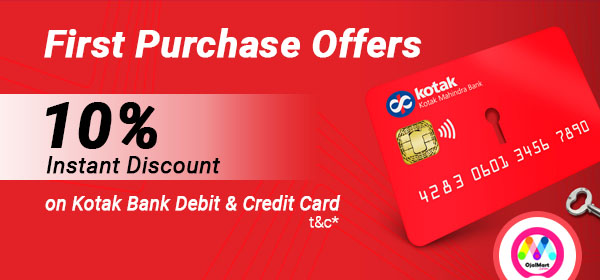 First Purchase Offers
10%
Instant Discount
on Kotak Bank Debit & Credit Card
t&c*
kotak
Kotak Mahindra Bank
4283 0601 3456 7890
OjalMart